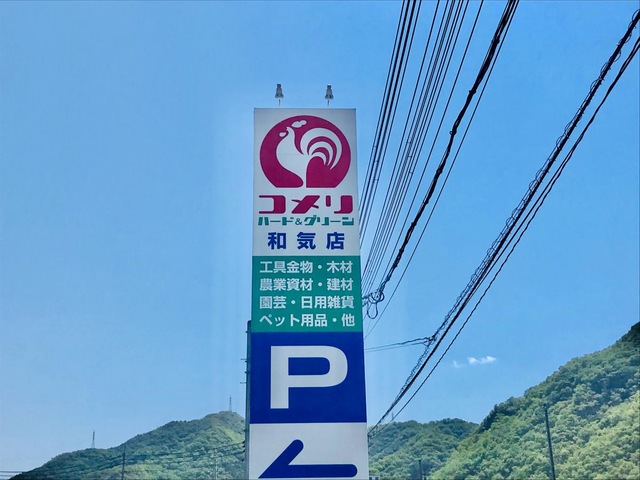 コメリ
ハード&グリーン
和気店
工具金物・木材
農業資材・建材
園芸・日用雑貨
ペット用品・他
P